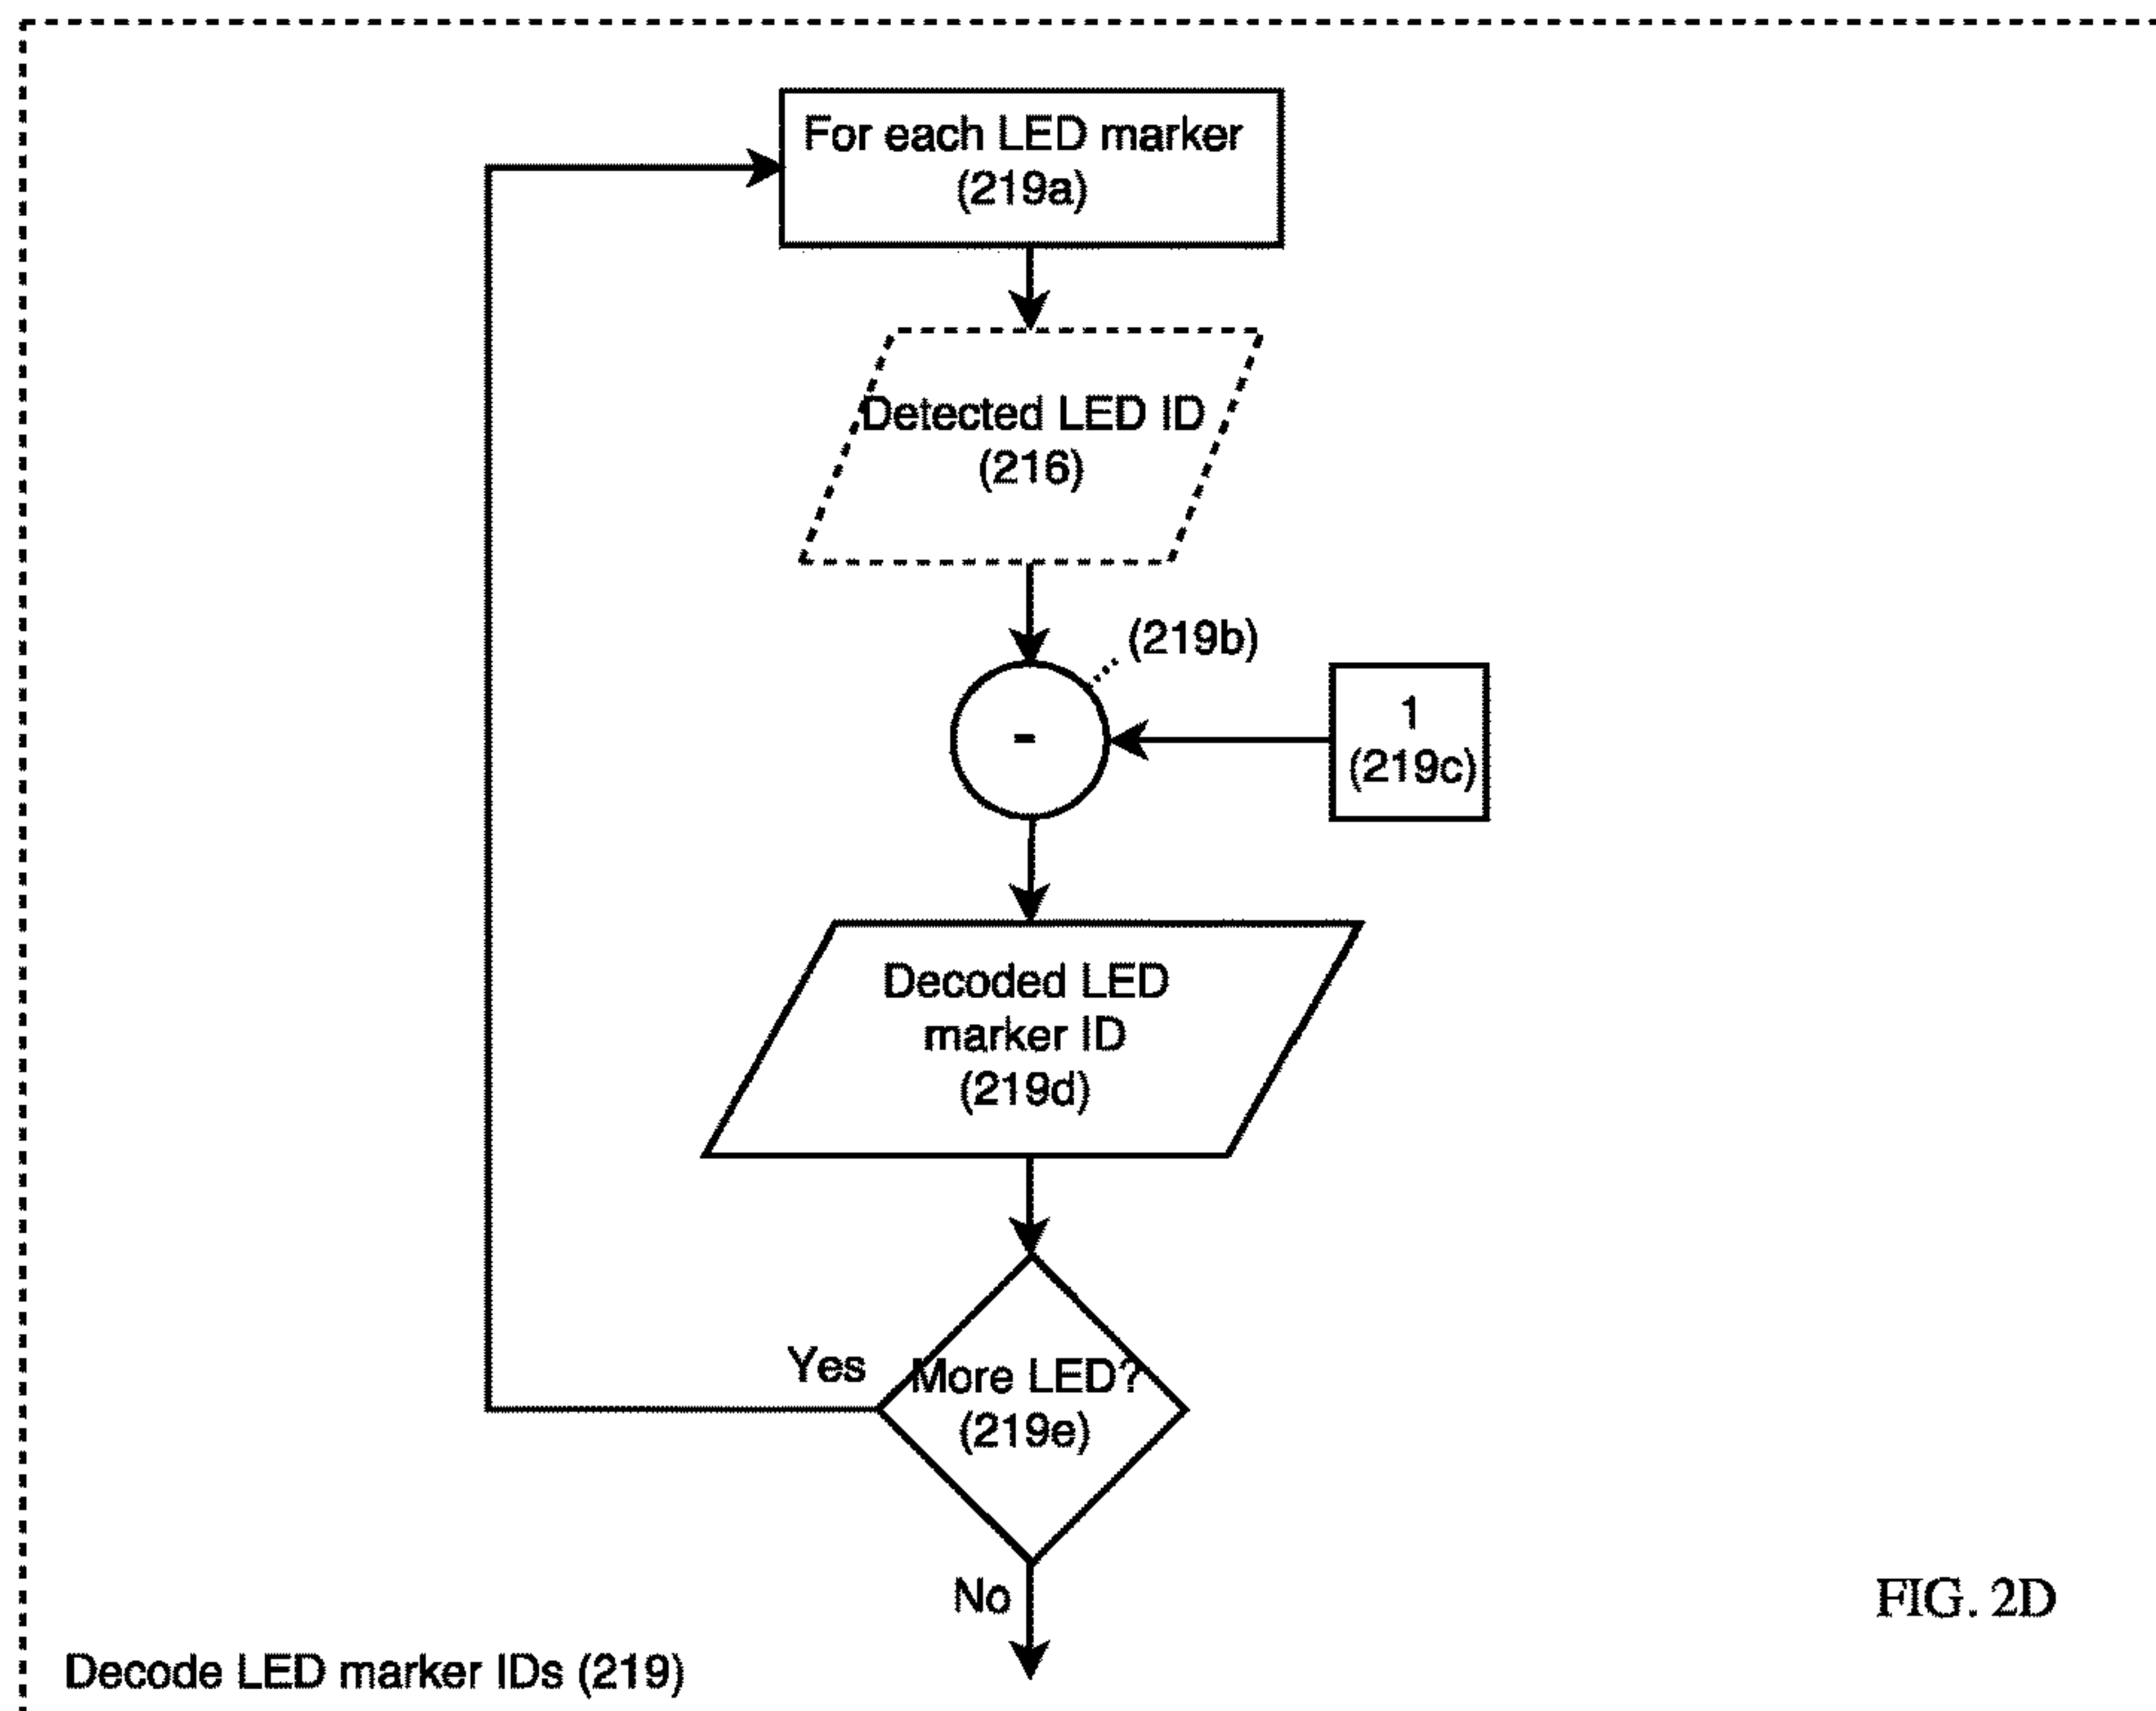 For each LED marker
(219a)
Detected LED ID
(216)
(219b)
-
1
(219c)
Decoded LED
marker ID
(219d)
Yes
More LED?
(219e)
No
FIG. 2D
Decode LED marker IDs (219)